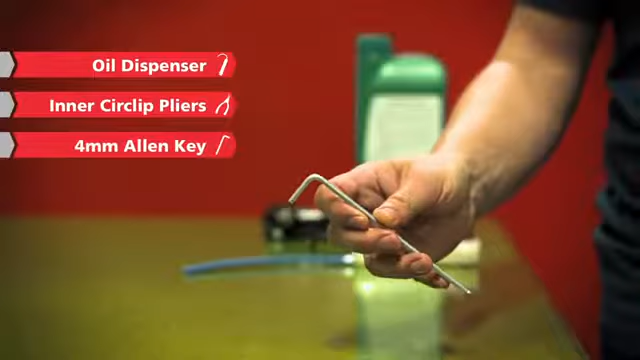 Oil Dispenser
Inner Circlip Pliers
4mm Allen Key